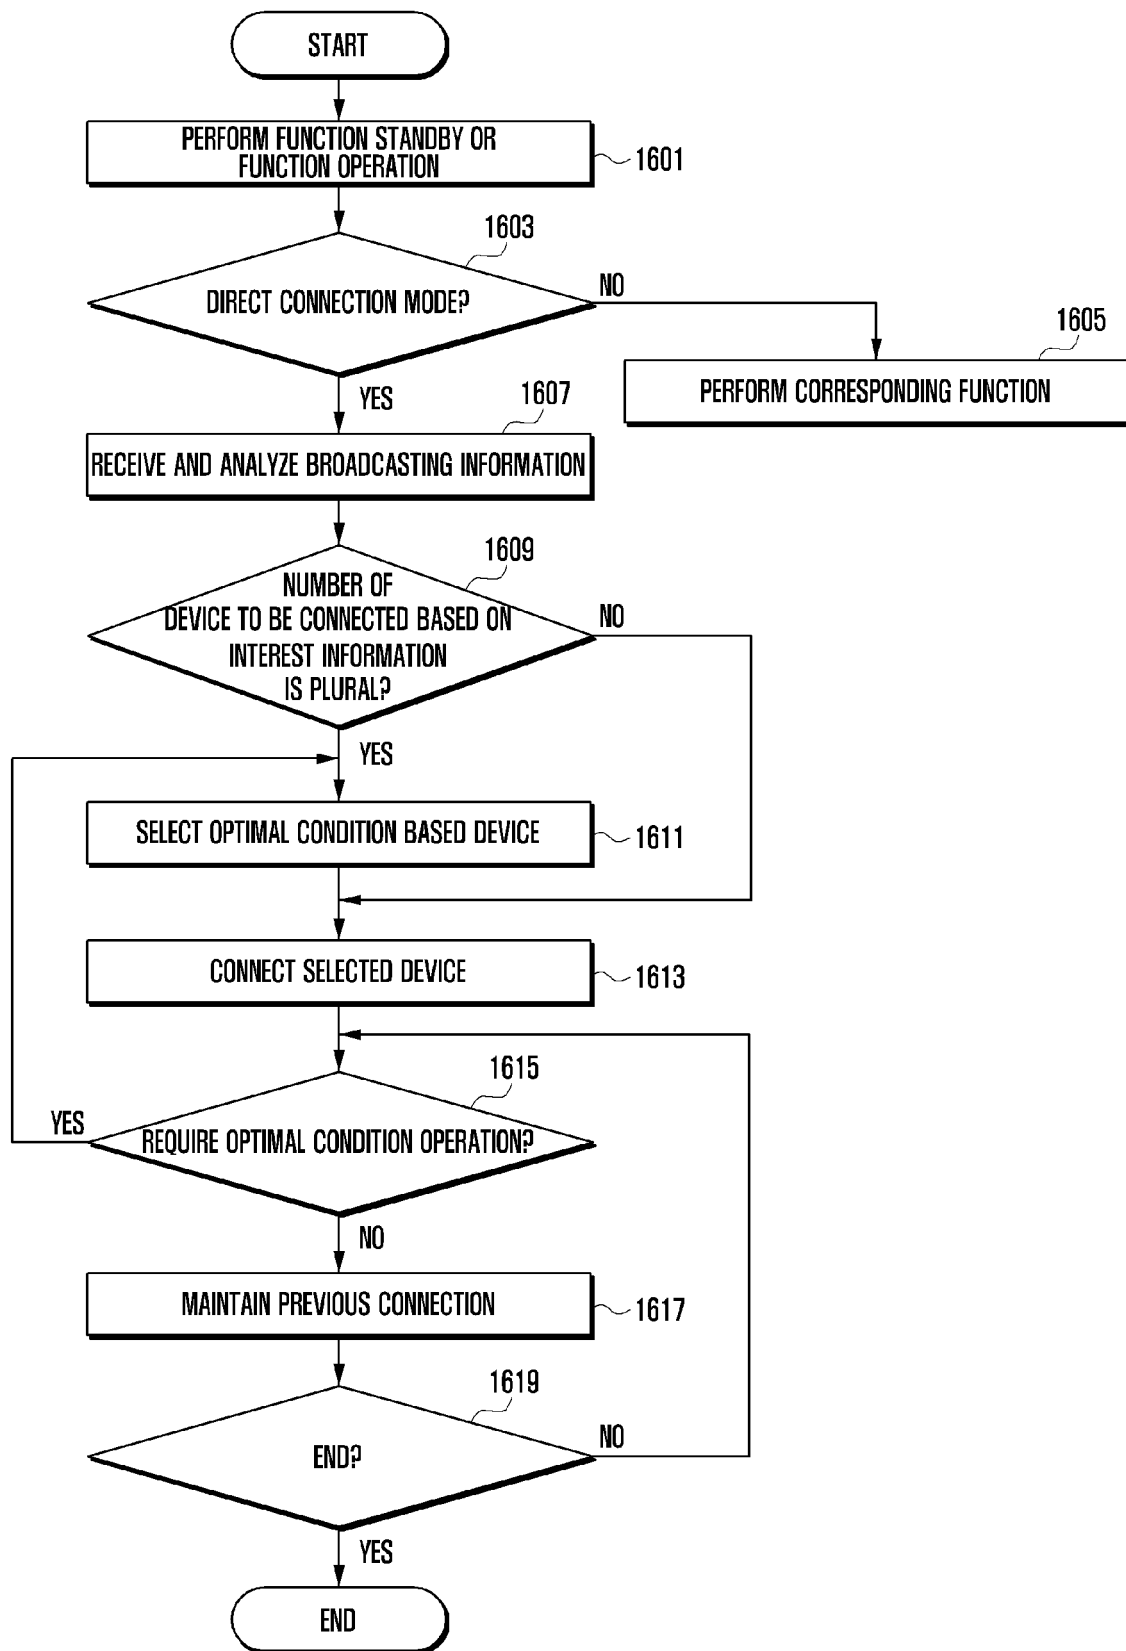 START
PERFORM FUNCTION STANDBY OR
FUNCTION OPERATION
1601
1603
DIRECT CONNECTION MODE?
NO
1605
PERFORM CORRESPONDING FUNCTION
YES
1607
RECEIVE AND ANALYZE BROADCASTING INFORMATION
1609
NUMBER OF
DEVICE TO BE CONNECTED BASED ON
INTEREST INFORMATION
IS PLURAL?
NO
YES
SELECT OPTIMAL CONDITION BASED DEVICE
1611
CONNECT SELECTED DEVICE
1613
1615
YES
REQUIRE OPTIMAL CONDITION OPERATION?
NO
MAINTAIN PREVIOUS CONNECTION
1617
1619
END?
NO
YES
END